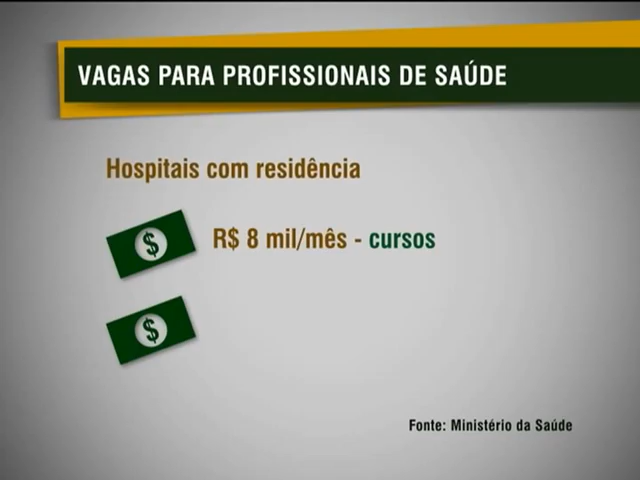 VAGAS PARA PROFISSIONAIS DE SAÚDE
Hospitais com residência
$ R$ 8 mil/mês - cursos
$
Fonte: Ministério da Saúde